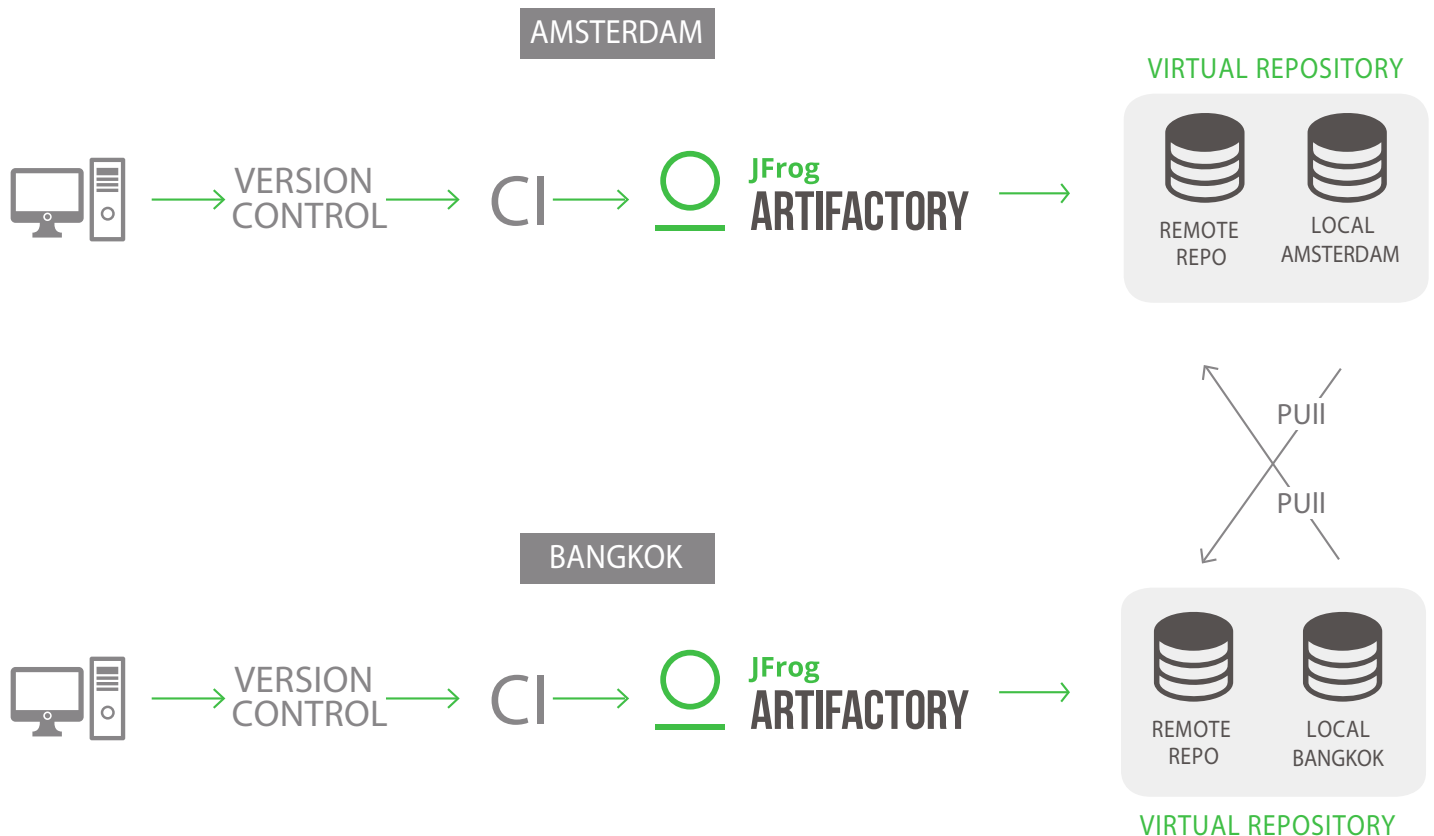 AMSTERDAM
VIRTUAL REPOSITORY
VERSION
CONTROL
CI
JFrog
ARTIFACTORY
REMOTE
REPO
LOCAL
AMSTERDAM
PUll
PUll
BANGKOK
VERSION
CONTROL
CI
JFrog
ARTIFACTORY
REMOTE
REPO
LOCAL
BANGKOK
VIRTUAL REPOSITORY